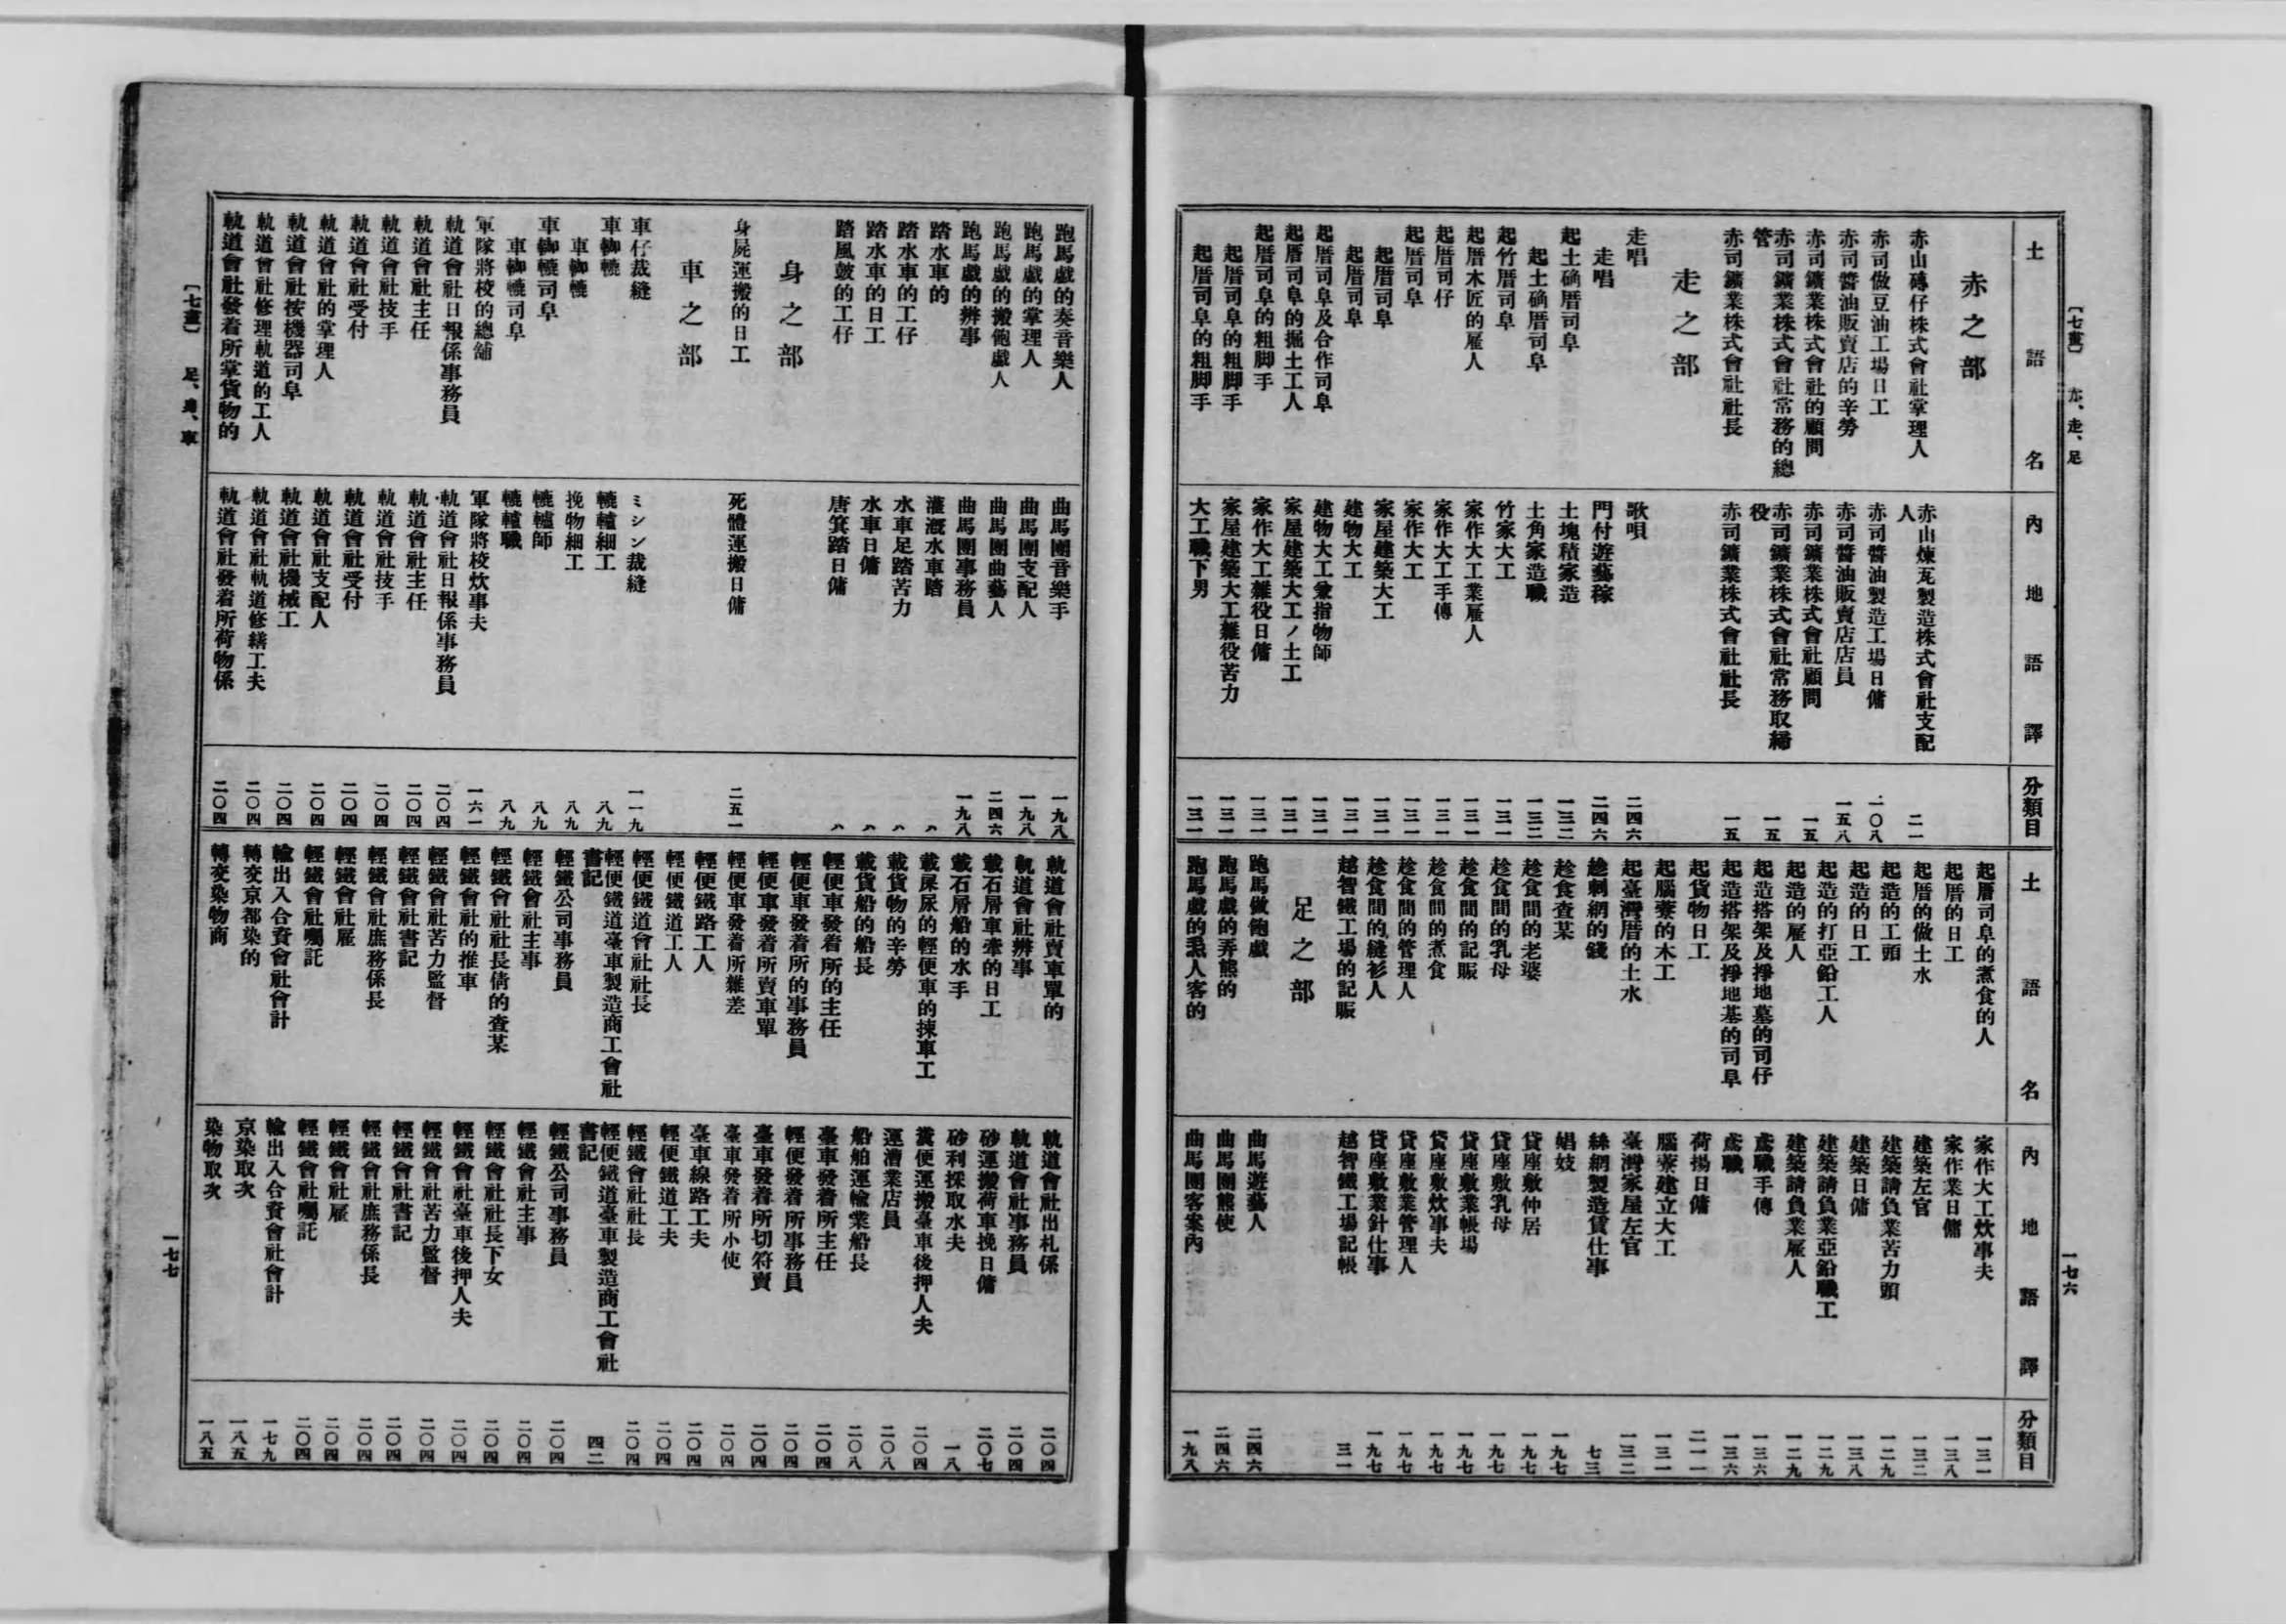 〔七畫〕 赤、走、足
一七六
土語名
內地語譯
分類目
赤之部
赤山磚仔株式會社掌理人 赤山煉瓦製造株式會社支配人 二一
赤司做豆油工場日工 赤司醬油製造工場日傭 一〇八
赤司醬油販賣店的辛勞 赤司醬油販賣店店員 一五八
赤司鑛業株式會社的顧問 赤司鑛業株式會社顧問 一五
赤司鑛業株式會社常務的總管 赤司鑛業株式會社常務取締役 一五
赤司鑛業株式會社社長 赤司鑛業株式會社社長 一五
走之部
走唱 歌唄 二四六
走唱 門付遊藝稼 二四六
起土确厝司阜 土塊積家造 一三二
起土确厝司阜 土角家造職 一三二
起竹厝司阜 竹家大工 一三一
起厝木匠的雇人 家作大工業雇人 一三一
起厝司仔 家作大工手傳 一三一
起厝司阜 家作大工 一三一
起厝司阜 家屋建築大工 一三一
起厝司阜 建物大工 一三一
起厝司阜及合作司阜 建物大工兼指物師 一三一
起厝司阜的掘土工人 家屋建築大工ノ土工 一三一
起厝司阜的粗脚手 家作大工雜役日傭 一三一
起厝司阜的粗脚手 家屋建築大工雜役苦力 一三一
起厝司阜的粗脚手 大工職下男 一三一
土語名
內地語譯
分類目
起厝司阜的煮食的人 家作大工炊事夫 一三一
起厝的日工 家作業日傭 一三八
起厝的做土水 建築左官 一三二
起造的工頭 建築請負業苦力頭 一二九
起造的日工 建築日傭 一三八
起造的打亞鉛工人 建築請負業亞鉛職工 一二九
起造的雇人 建築請負業雇人 一二九
起造搭架及掙地墓的司仔 鳶職手傳 一三六
起造搭架及掙地基的司阜 鳶職 一三六
起貨物日工 荷揚日傭 二一一
起腦寮的木工 腦寮建立大工 一三一
起臺灣厝的土水 臺灣家屋左官 一三二
趁刺網的錢 絲網製造賃仕事 七三
趁食查某 娼妓 一九七
趁食間的老婆 貸座敷仲居 一九七
趁食間的乳母 貸座敷乳母 一九七
趁食間的記賬 貸座敷業帳場 一九七
趁食間的煮食 貸座敷炊事夫 一九七
趁食間的管理人 貸座敷業管理人 一九七
趁食間的縫衫人 貸座敷業針仕事 一九七
越智鐵工場的記賬 越智鐵工場記帳 三一
足之部
跑馬做㒓戲 曲馬遊藝人 二四六
跑馬戲的弄熊的 曲馬團熊使 二四六
跑馬戲的𤆬人客的 曲馬團客案內 一九八
跑馬戲的奏音樂人 曲馬團音樂手 一九八
跑馬戲的掌理人 曲馬團支配人 一九八
跑馬戲的搬㒓戲人 曲馬團曲藝人 二四六
跑馬戲的辨事 曲馬團事務員 一九八
踏水車的 灌漑水車踏 八
踏水車的工仔 水車足踏苦力 八
踏水車的日工 水車日傭 八
踏風皷的工仔 唐箕踏日傭 八
身之部
身屍運搬的日工 死體運搬日傭 二五一
車之部
車仔裁縫 ミシン裁縫 一一九
車𨍭轆 轆轤細工 八九
車𨍭轆 挽物細工 八九
車𨍭轆司阜 轆轤師 八九
車𨍭轆司阜 轆轤職 八九
軍隊將校的總舖 軍隊將校炊事夫 一六一
軌道會社日報係事務員 軌道會社日報係事務員 二〇四
軌道會社主任 軌道會社主任 二〇四
軌道會社技手 軌道會社技手 二〇四
軌道會社受付 軌道會社受付 二〇四
軌道會社的掌理人 軌道會社支配人 二〇四
軌道會社按機器司阜 軌道會社機械工 二〇四
軌道會社修理軌道的工人 軌道會社軌道修繕工夫 二〇四
軌道會社發着所掌貨物的 軌道會社發着所荷物係 二〇四
軌道會社賣車單的 軌道會社出札係 二〇四
軌道會社辨事 軌道會社事務員 二〇四
載石屑車牽的日工 砂運搬荷車挽日傭 二〇七
載石屑船的水手 砂利採取水夫 一八
載屎尿的輕便車的揀車工 糞便運搬臺車後押人夫 二〇四
載貨物的辛勞 運漕業店員 二〇八
載貨船的船長 船舶運輸業船長 二〇八
輕便車發着所的主任 臺車發着所主任 二〇四
輕便車發着所的事務員 輕便發着所事務員 二〇四
輕便車發着所賣車單 臺車發着所切符賣 二〇四
輕便車發着所雜差 臺車發着所小使 二〇四
輕便鐵路工人 臺車線路工夫 二〇四
輕便鐵道工人 輕便鐵道工夫 二〇四
輕便鐵道會社社長 輕鐵會社社長 二〇四
輕便鐵道臺車製造商工會社書記 輕便鐵道臺車製造商工會社書記 四二
輕鐵公司事務員 輕鐵公司事務員 二〇四
輕鐵會社主事 輕鐵會社主事 二〇四
輕鐵會社社長倩的查某 輕鐵會社社長下女 二〇四
輕鐵會社的推車 輕鐵會社臺車後押人夫 二〇四
輕鐵會社苦力監督 輕鐵會社苦力監督 二〇四
輕鐵會社書記 輕鐵會社書記 二〇四
輕鐵會社庶務係長 輕鐵會社庶務係長 二〇四
輕鐵會社雇 輕鐵會社雇 二〇四
輕鐵會社囑託 輕鐵會社囑託 二〇四
輸出入合資會社會計 輸出入合資會社會計 一七九
轉交京都染的 京染取次 一八五
轉交染物商 染物取次 一八五
〔七畫〕 足、身、車
一七七